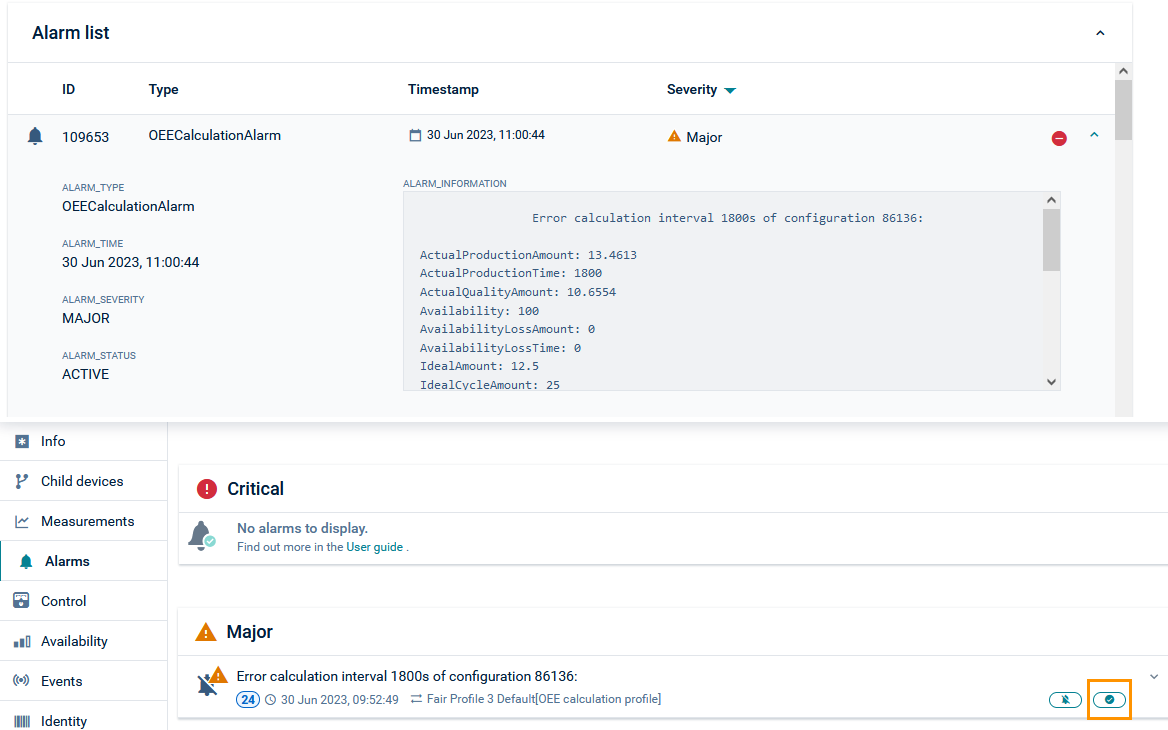 Alarm list
ID Type Timestamp Severity
109653 OEECalculationAlarm 30 Jun 2023, 11:00:44 Major
ALARM_TYPE
OEECalculationAlarm
ALARM_TIME
30 Jun 2023, 11:00:44
ALARM_SEVERITY
MAJOR
ALARM_STATUS
ACTIVE
ALARM_INFORMATION
Error calculation interval 1800s of configuration 86136:
ActualProductionAmount: 13.4613
ActualProductionTime: 1800
ActualQualityAmount: 10.6554
Availability: 100
AvailabilityLossAmount: 0
AvailabilityLossTime: 0
IdealAmount: 12.5
IdealCycleAmount: 25
Info
Child devices
Measurements
Alarms
Control
Availability
Events
Identity
Critical
No alarms to display.
Find out more in the User guide .
Major
Error calculation interval 1800s of configuration 86136:
24 30 Jun 2023, 09:52:49 Fair Profile 3 Default[OEE calculation profile]